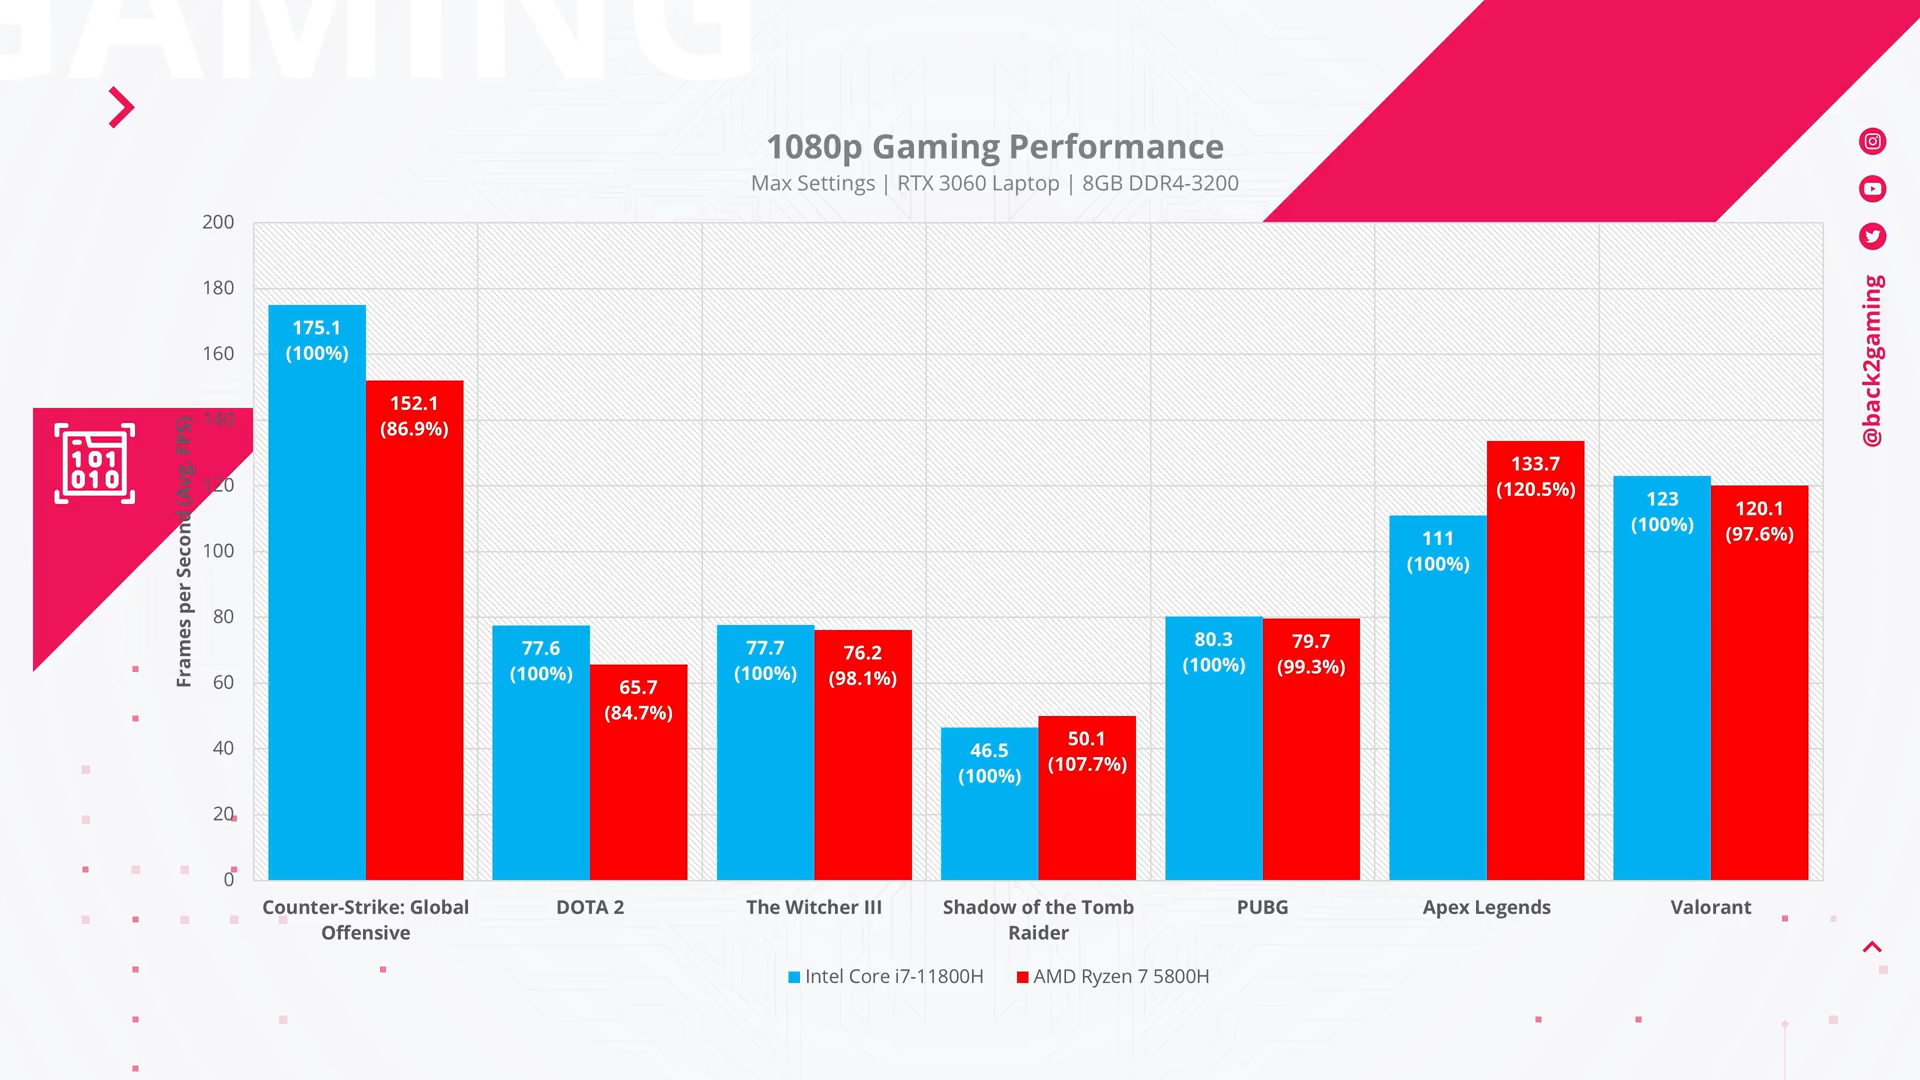 GAMING
1080p Gaming Performance
Max Settings | RTX 3060 Laptop | 8GB DDR4-3200
@back2gaming
101
010
Frames per Second (Avg. FPS)
200
180
160
140
120
100
80
60
40
20
0
175.1
(100%)
152.1
(86.9%)
77.6
(100%)
65.7
(84.7%)
77.7
(100%)
76.2
(98.1%)
46.5
(100%)
50.1
(107.7%)
80.3
(100%)
79.7
(99.3%)
111
(100%)
133.7
(120.5%)
123
(100%)
120.1
(97.6%)
Counter-Strike: Global
Offensive
DOTA 2
The Witcher III
Shadow of the Tomb
Raider
PUBG
Apex Legends
Valorant
Intel Core i7-11800H
AMD Ryzen 7 5800H